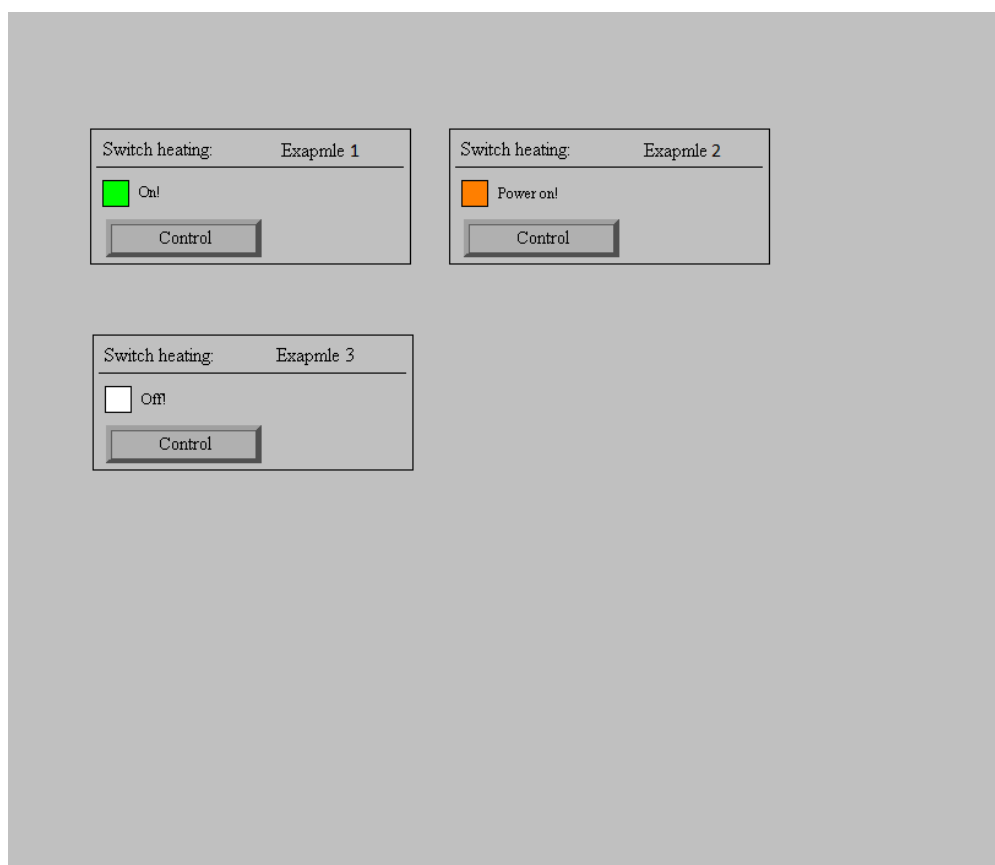 Switch heating: Exapmle 1
On!
Control
Switch heating: Exapmle 2
Power on!
Control
Switch heating: Exapmle 3
Off!
Control